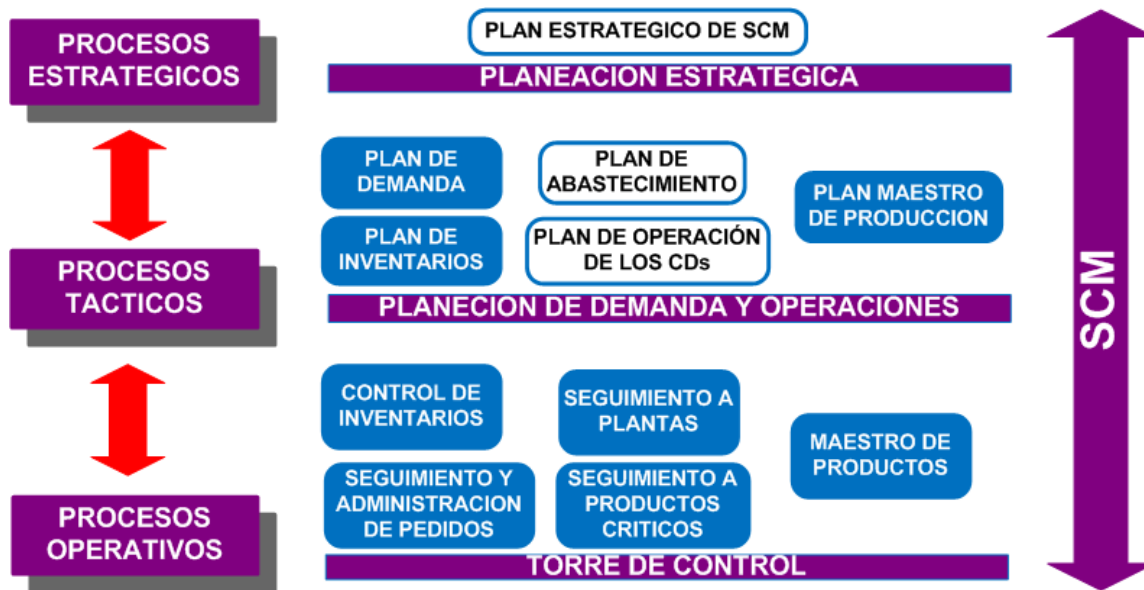 PROCESOS
ESTRATEGICOS
PLAN ESTRATEGICO DE SCM
PLANEACION ESTRATEGICA
PLAN DE
DEMANDA
PLAN DE
ABASTECIMIENTO
PLAN MAESTRO
DE PRODUCCION
PLAN DE
INVENTARIOS
PLAN DE OPERACIÓN
DE LOS CDs
PROCESOS
TACTICOS
PLANECION DE DEMANDA Y OPERACIONES
CONTROL DE
INVENTARIOS
SEGUIMIENTO A
PLANTAS
MAESTRO DE
PRODUCTOS
SEGUIMIENTO Y
ADMINISTRACION
DE PEDIDOS
SEGUIMIENTO A
PRODUCTOS
CRITICOS
PROCESOS
OPERATIVOS
TORRE DE CONTROL
SCM